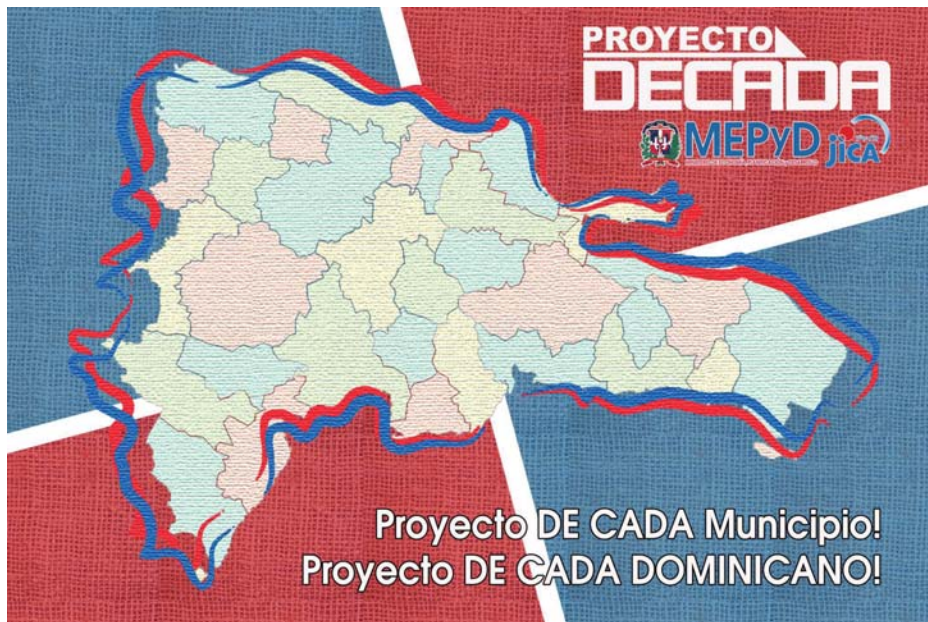 PROYECTO
DECADA
MEPyD
jica
Proyecto DE CADA Municipio!
Proyecto DE CADA DOMINICANO!